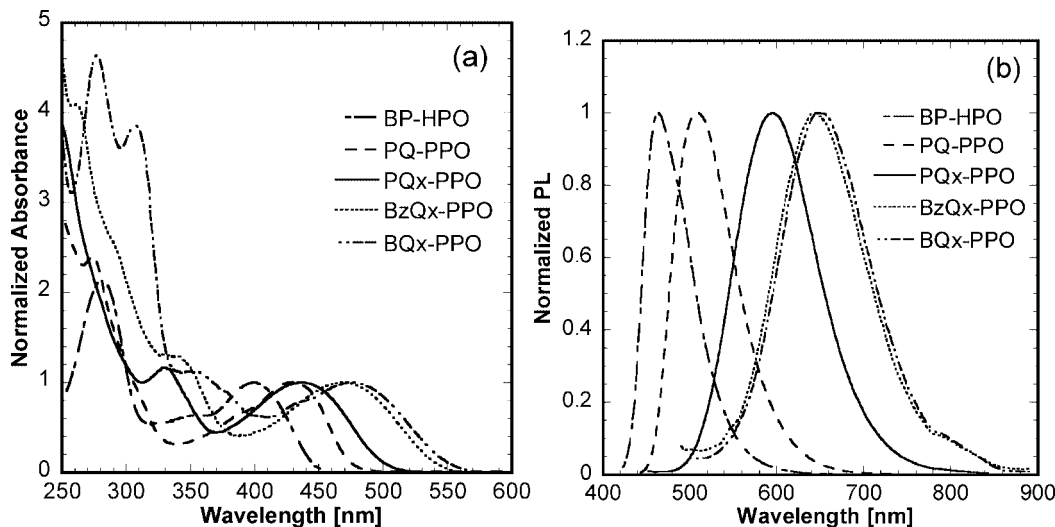 5
4
3
2
1
0
Normalized Absorbance
(a)
BP-HPO
PQ-PPO
PQx-PPO
BzQx-PPO
BQx-PPO
250 300 350 400 450 500 550 600
Wavelength [nm]
1.2
1
0.8
0.6
0.4
0.2
0
Normalized PL
(b)
BP-HPO
PQ-PPO
PQx-PPO
BzQx-PPO
BQx-PPO
400 500 600 700 800 900
Wavelength [nm]